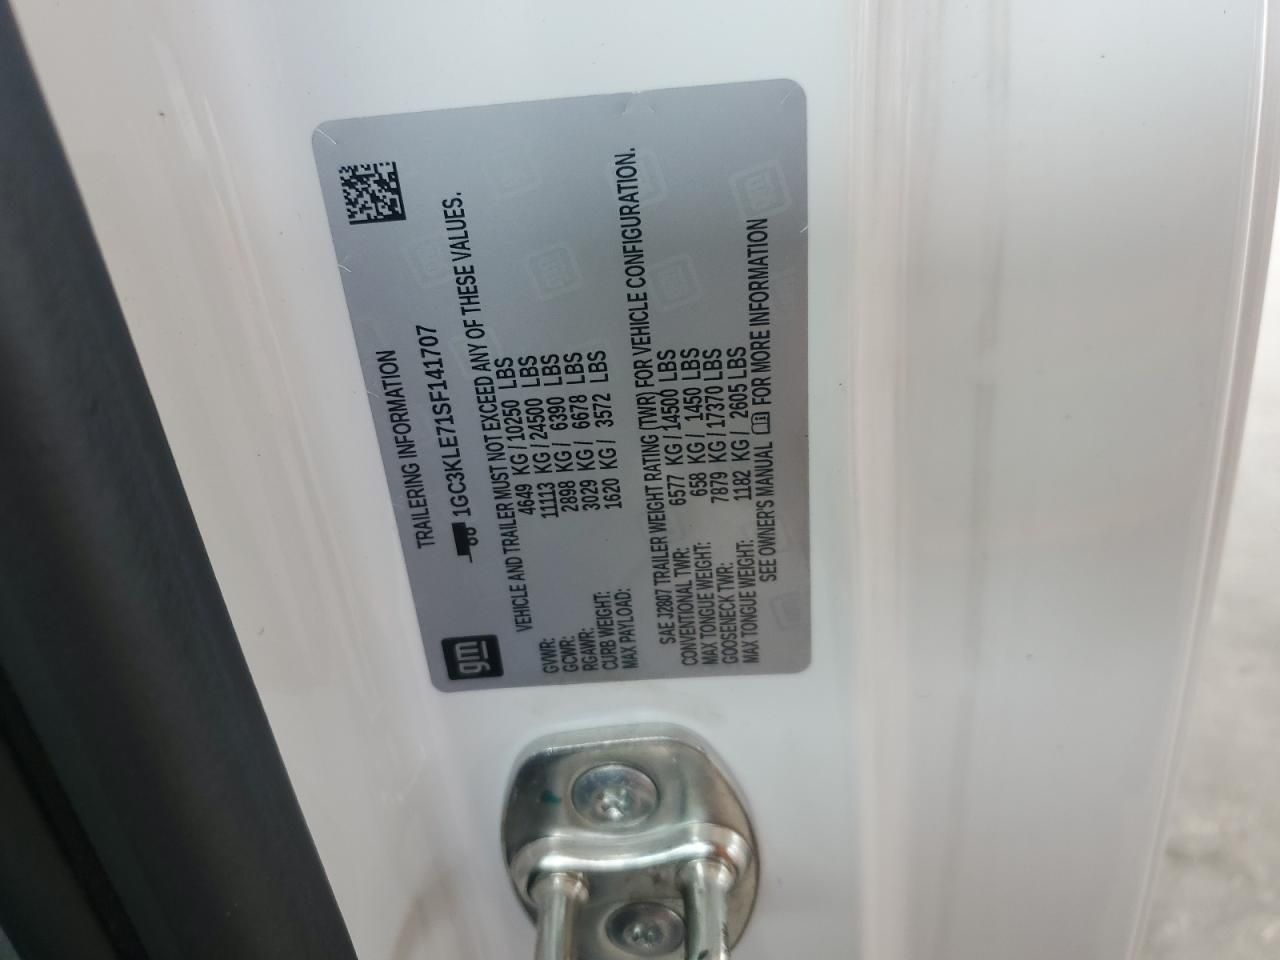 gm
TRAILERING INFORMATION
1GC3KLE71SF141707
VEHICLE AND TRAILER MUST NOT EXCEED ANY OF THESE VALUES.
GVWR: 4649 KG / 10250 LBS
GCWR: 11113 KG / 24500 LBS
RGAWR: 2898 KG / 6390 LBS
CURB WEIGHT: 3029 KG / 6678 LBS
MAX PAYLOAD: 1620 KG / 3572 LBS
SAE J2807 TRAILER WEIGHT RATING (TWR) FOR VEHICLE CONFIGURATION.
CONVENTIONAL TWR: 6577 KG / 14500 LBS
MAX TONGUE WEIGHT: 658 KG / 1450 LBS
GOOSENECK TWR: 7879 KG / 17370 LBS
MAX TONGUE WEIGHT: 1182 KG / 2605 LBS
SEE OWNER'S MANUAL FOR MORE INFORMATION